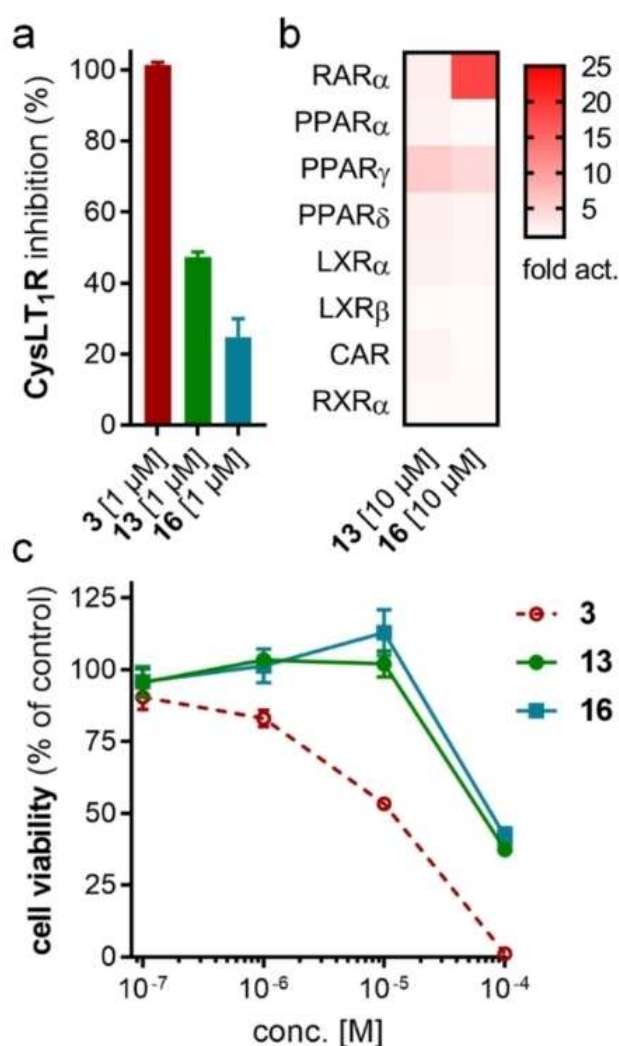 a
CysLT₁R inhibition (%)
100
80
60
40
20
0
3 [1 µM]
13 [1 µM]
16 [1 µM]
b
RARα
PPARα
PPARγ
PPARδ
LXRα
LXRβ
CAR
RXRα
13 [10 µM]
16 [10 µM]
25
20
15
10
5
fold act.
c
cell viability (% of control)
125
100
75
50
25
0
10⁻⁷
10⁻⁶
10⁻⁵
10⁻⁴
conc. [M]
3
13
16